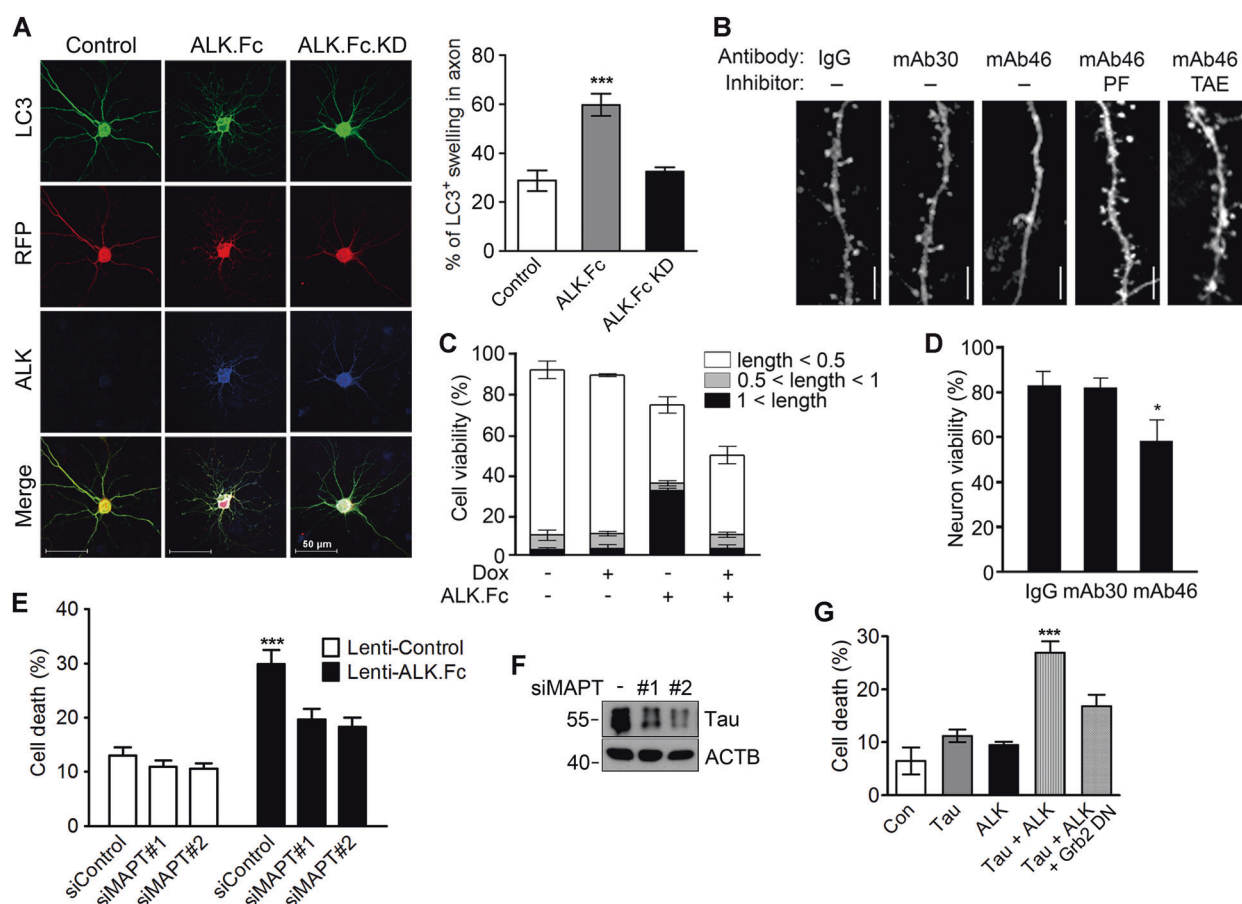 A
Control ALK.Fc ALK.Fc.KD
LC3
RFP
ALK
Merge
50 μm
% of LC3+ swelling in axon
80
60
40
20
0
***
Control
ALK.Fc
ALK.Fc KD
B
Antibody: IgG mAb30 mAb46 mAb46 mAb46
Inhibitor: – – – PF TAE
C
Cell viability (%)
100
80
60
40
20
0
length < 0.5
0.5 < length < 1
1 < length
Dox - + - +
ALK.Fc - - + +
D
Neuron viability (%)
100
80
60
40
20
0
*
IgG mAb30 mAb46
E
Cell death (%)
40
30
20
10
0
***
Lenti-Control
Lenti-ALK.Fc
siControl
siMAPT#1
siMAPT#2
siControl
siMAPT#1
siMAPT#2
F
siMAPT - #1 #2
55- Tau
40- ACTB
G
Cell death (%)
30
20
10
0
***
Con
Tau
ALK
Tau + ALK
Tau + ALK
+ Grb2 DN